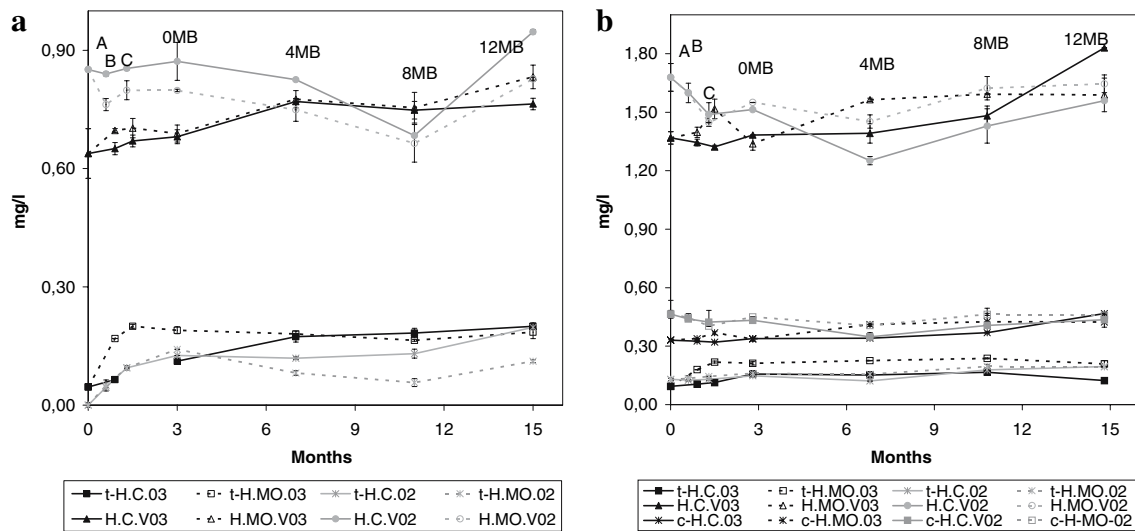 a
b
0,90
0,60
0,30
0,00
mg/l
A
B
C
0MB
4MB
8MB
12MB
0
3
6
9
12
15
Months
t-H.C.03
t-H.MO.03
t-H.C.02
t-H.MO.02
H.C.V03
H.MO.V03
H.C.V02
H.MO.V02
1,80
1,50
1,20
0,90
0,60
0,30
0,00
mg/l
A
B
C
0MB
4MB
8MB
12MB
0
3
6
9
12
15
Months
t-H.C.03
t-H.MO.03
t-H.C.02
t-H.MO.02
H.C.V03
H.MO.V03
H.C.V02
H.MO.V02
c-H.C.03
c-H.MO.03
c-H.C.02
c-H.MO-02